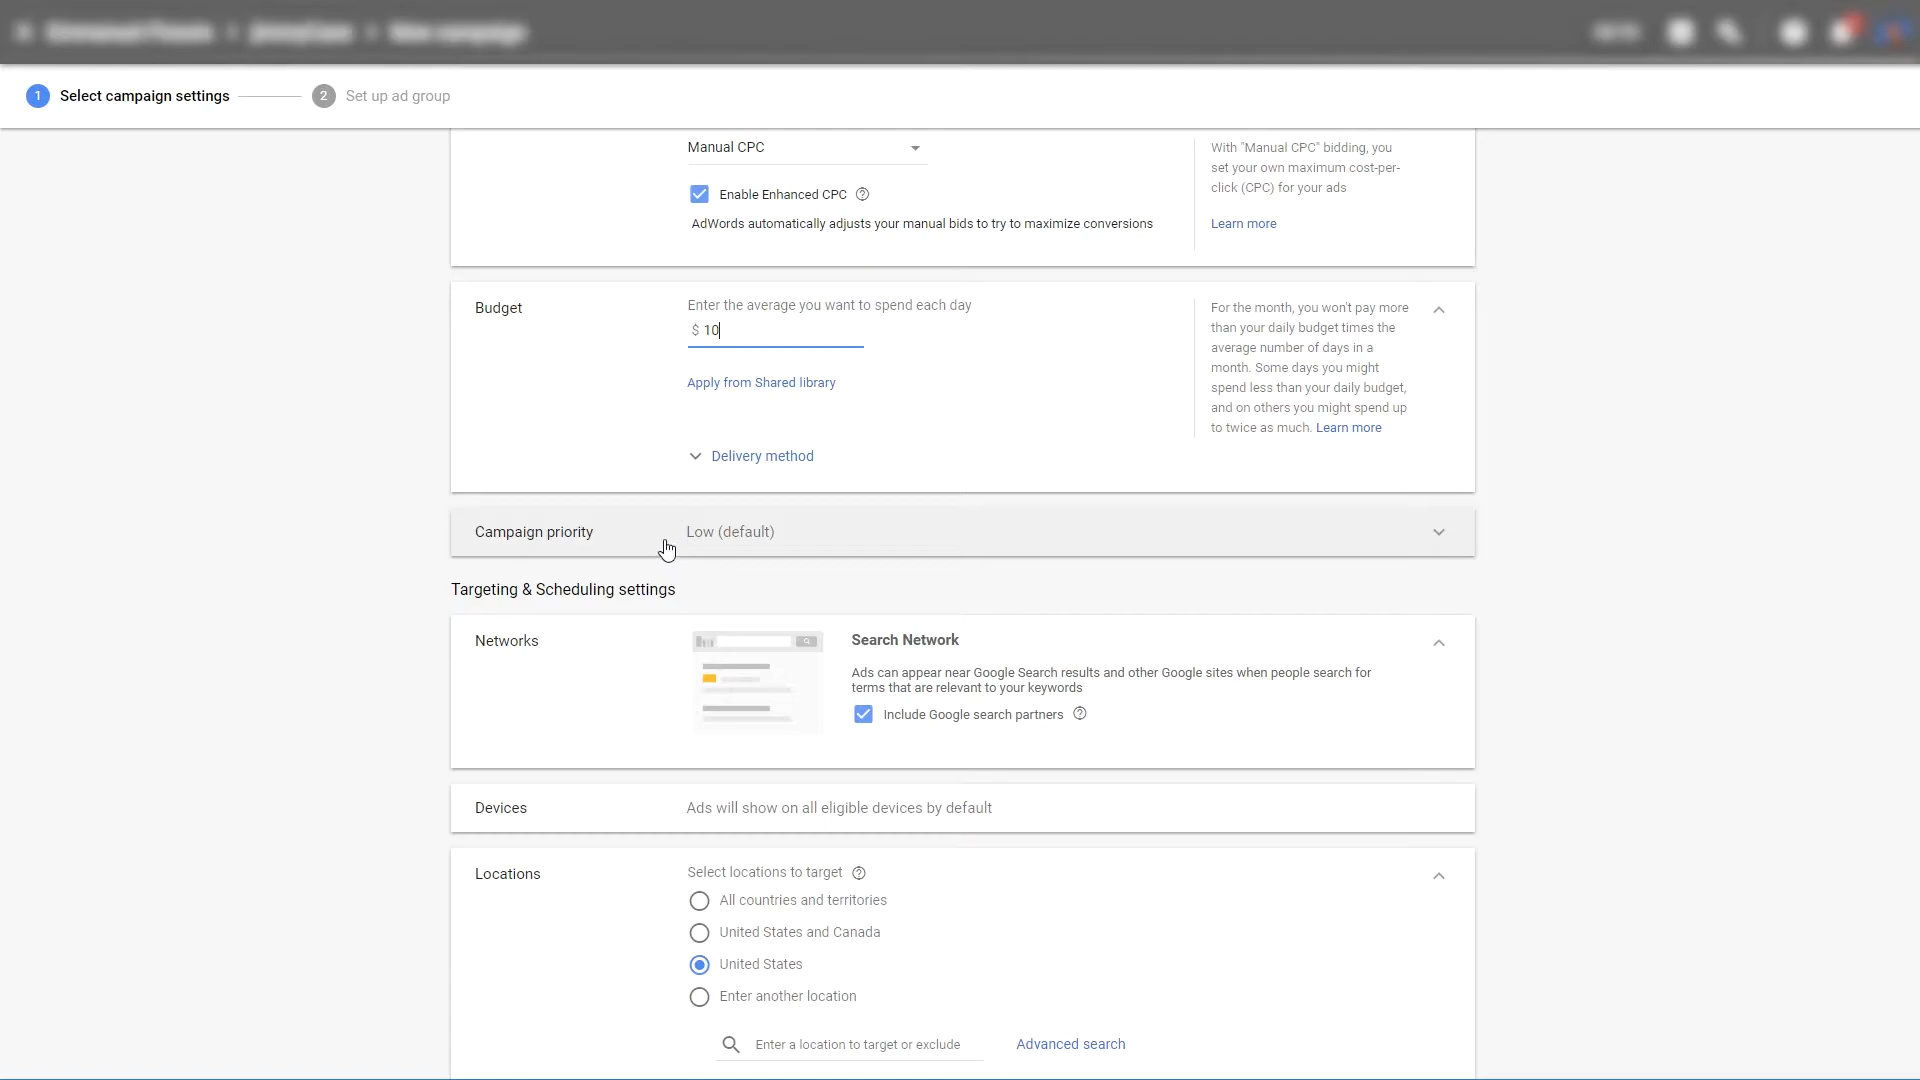 1 Select campaign settings 2 Set up ad group
Manual CPC
Enable Enhanced CPC
AdWords automatically adjusts your manual bids to try to maximize conversions
With "Manual CPC" bidding, you
set your own maximum cost-per-
click (CPC) for your ads
Learn more
Budget
Enter the average you want to spend each day
$ 10
Apply from Shared library
Delivery method
For the month, you won't pay more
than your daily budget times the
average number of days in a
month. Some days you might
spend less than your daily budget,
and on others you might spend up
to twice as much. Learn more
Campaign priority Low (default)
Targeting & Scheduling settings
Networks
Search Network
Ads can appear near Google Search results and other Google sites when people search for
terms that are relevant to your keywords
Include Google search partners
Devices Ads will show on all eligible devices by default
Locations
Select locations to target
All countries and territories
United States and Canada
United States
Enter another location
Enter a location to target or exclude Advanced search